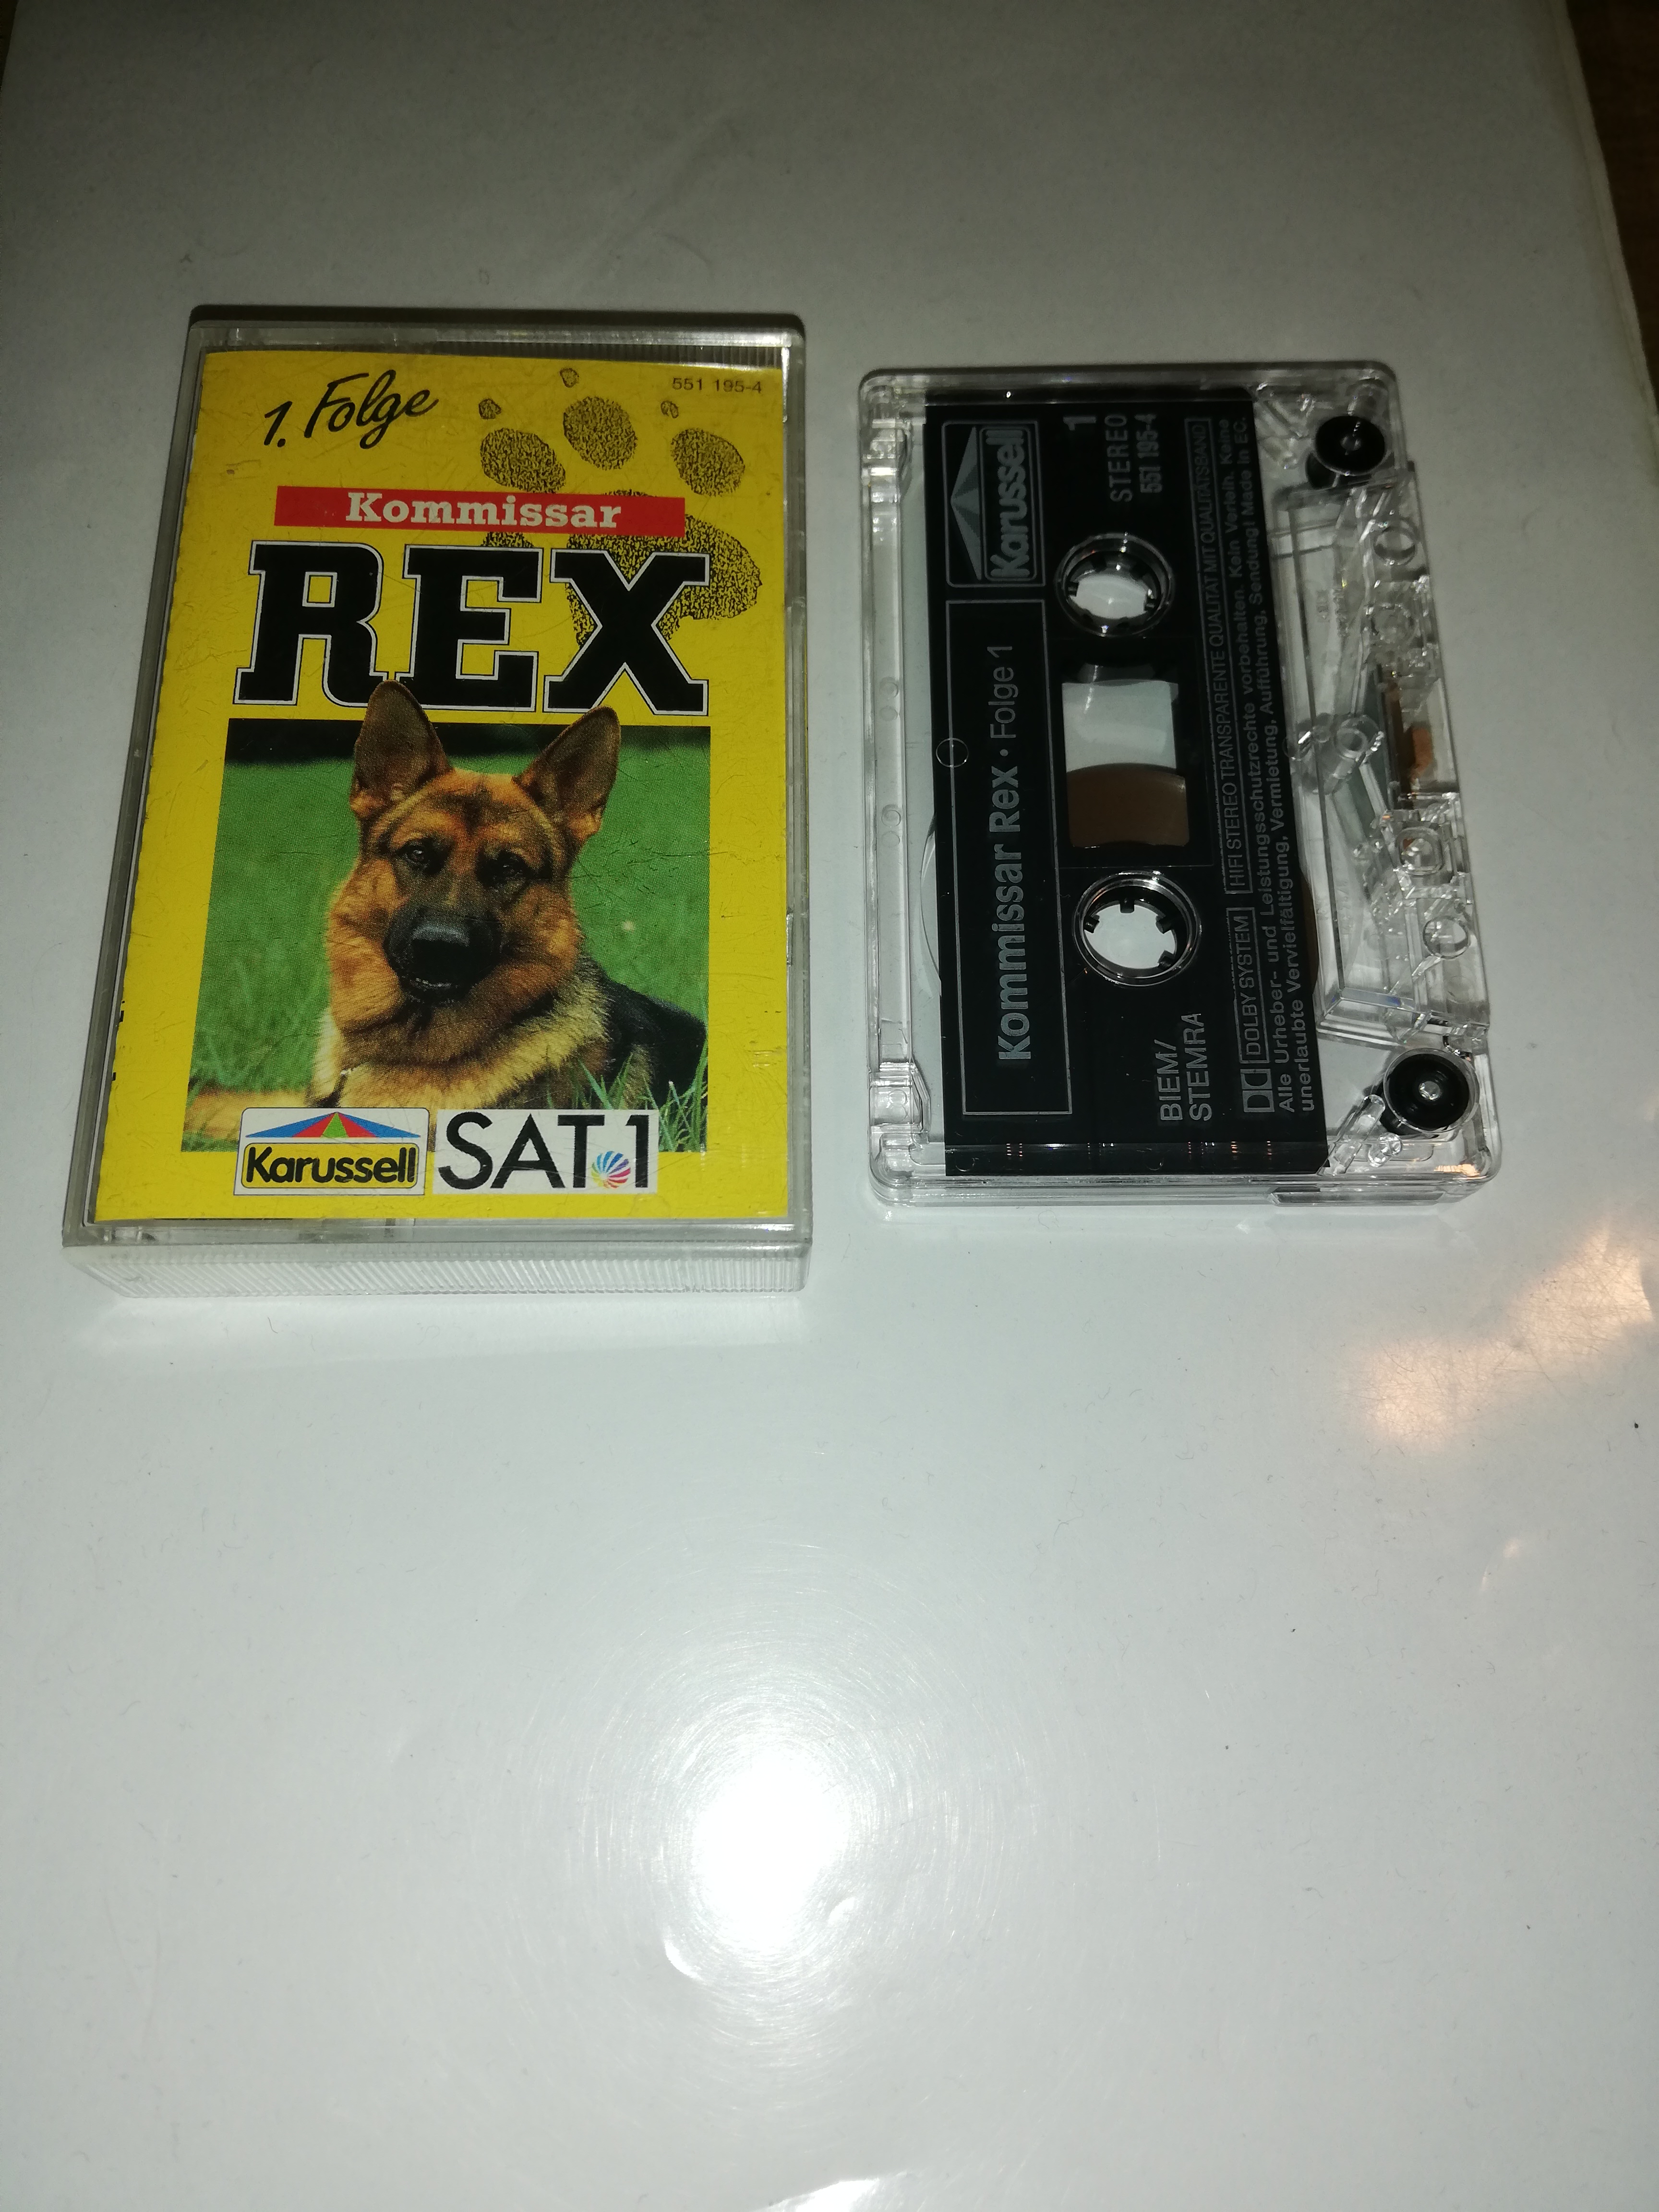 1. Folge
551 195-4
Kommissar
REX
Karussell
SAT.1
Karussell
Kommissar Rex • Folge 1
1
STEREO
551 195-4
BIEM/
STEMRA
DOLBY SYSTEM HIFI STEREO TRANSPARENTE QUALITÄT MIT QUALITÄTSBAND
Alle Urheber- und Leistungsschutzrechte vorbehalten. Kein Verleih. Keine
unerlaubte Vervielfältigung, Vermietung, Aufführung, Sendung! Made in EC.